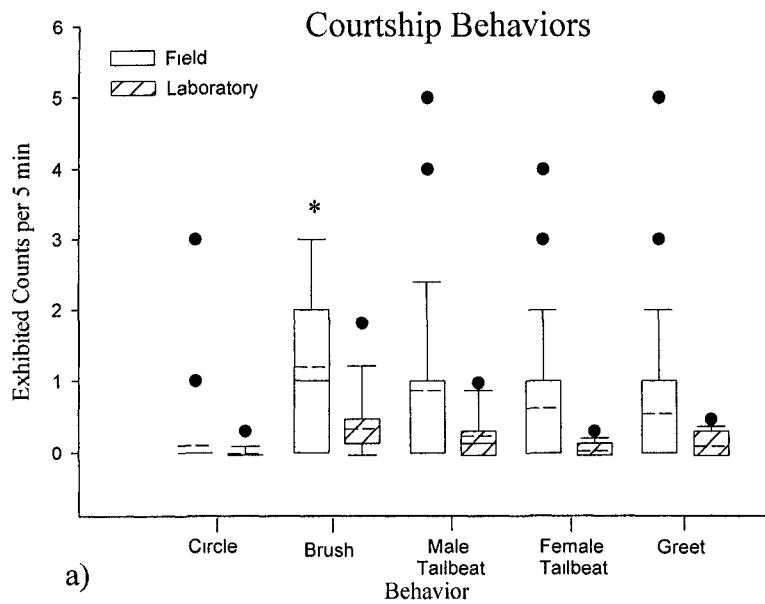 Courtship Behaviors
Field
Laboratory
Exhibited Counts per 5 min
6
5
4
3
2
1
0
*
Circle
Brush
Male
Tailbeat
Female
Tailbeat
Greet
a)
Behavior